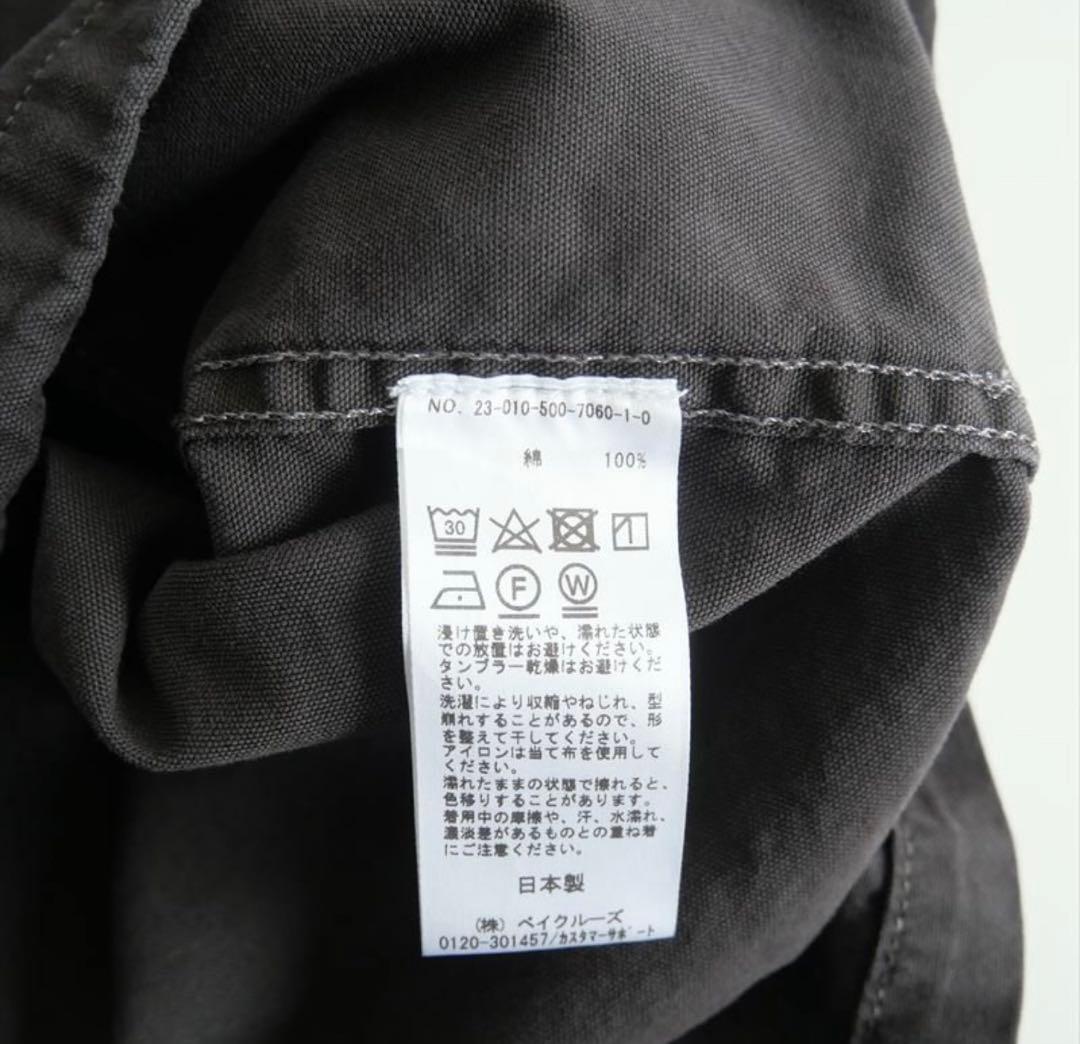 NO. 23-010-500-7060-1-0
綿 100%
30
F W
浸け置き洗いや、濡れた状態
での放置はお避けください。
タンブラー乾燥はお避けくだ
さい。
洗濯により収縮やねじれ、型
崩れすることがあるので、形
を整えて干してください。
アイロンは当て布を使用して
ください。
濡れたままの状態で擦れると、
色移りすることがあります。
着用中の摩擦や、汗、水濡れ、
濃淡差があるものとの重ね着
にご注意ください。
日本製
(株) ベイクルーズ
0120-301457/カスタマーサポート